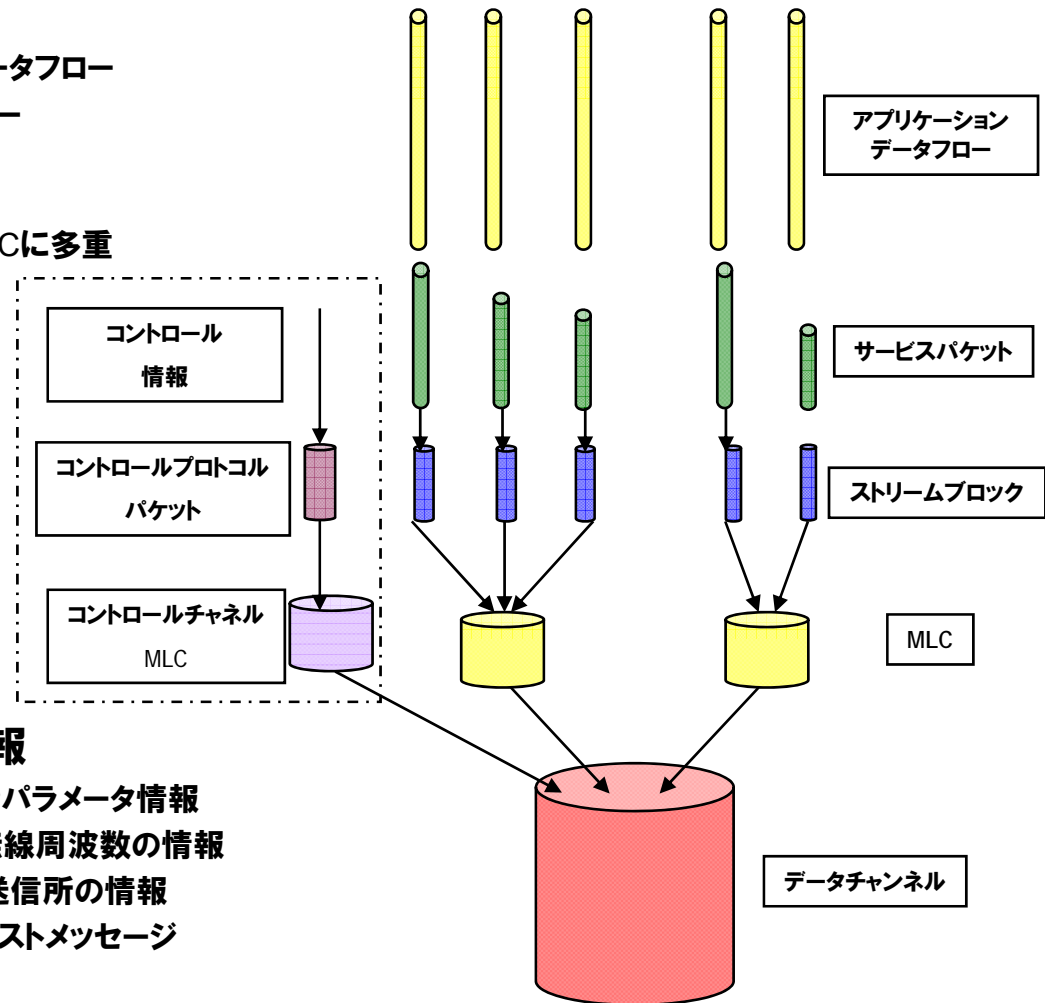 ータフロー
ー
Cに多重
アプリケーション
データフロー
コントロール
情報
サービスパケット
コントロールプロトコル
パケット
ストリームブロック
コントロールチャネル
MLC
MLC
報
パラメータ情報
線周波数の情報
送信所の情報
ストメッセージ
データチャンネル